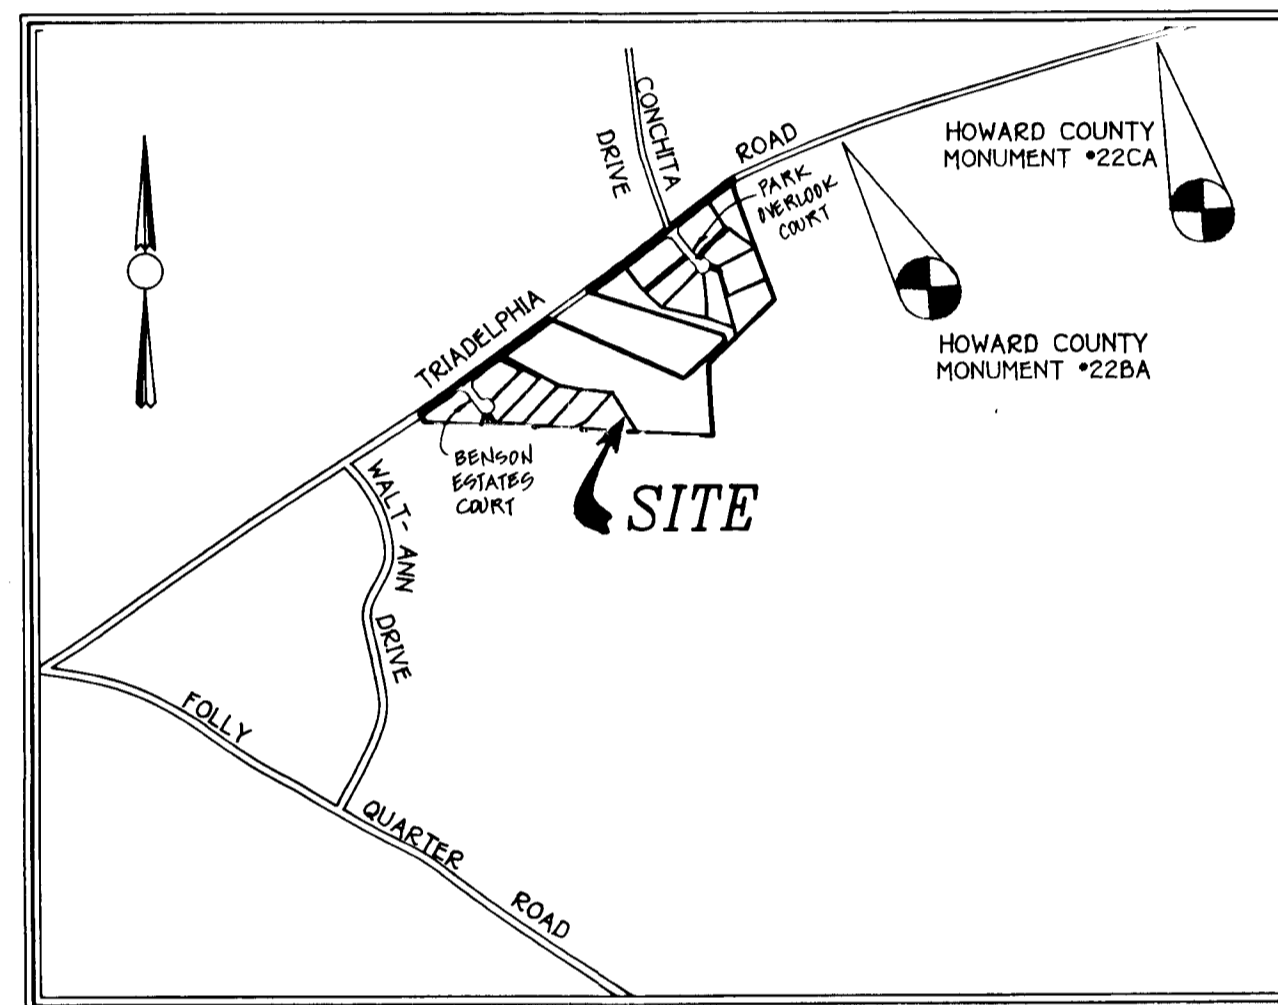 CONCHITA
DRIVE
ROAD
HOWARD COUNTY
MONUMENT •22CA
PARK
OVERLOOK
COURT
HOWARD COUNTY
MONUMENT •22BA
TRIADELPHIA
BENSON
ESTATES
COURT
SITE
WALT-ANN
DRIVE
FOLLY
QUARTER
ROAD